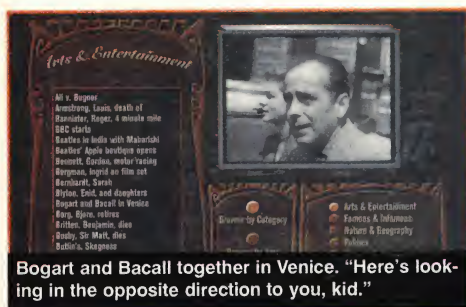 Arts & Entertainment
Ali v. Bugner
Armstrong, Louis, death of
Bannister, Roger, 4 minute mile
BBC starts
Beatles in India with Maharishi
Beatles' Apple boutique opens
Bennett, Gordon, motor racing
Bergman, Ingrid on film set
Bernhardt, Sarah
Blyton, Enid, and daughters
Bogart and Bacall in Venice
Borg, Bjorn, retires
Britten, Benjamin, dies
Busby, Sir Matt, dies
Butlin's, Skegness
Browse by Category
Arts & Entertainment
Famous & Infamous
Nature & Geography
Politics
Bogart and Bacall together in Venice. “Here's look-
ing in the opposite direction to you, kid.”